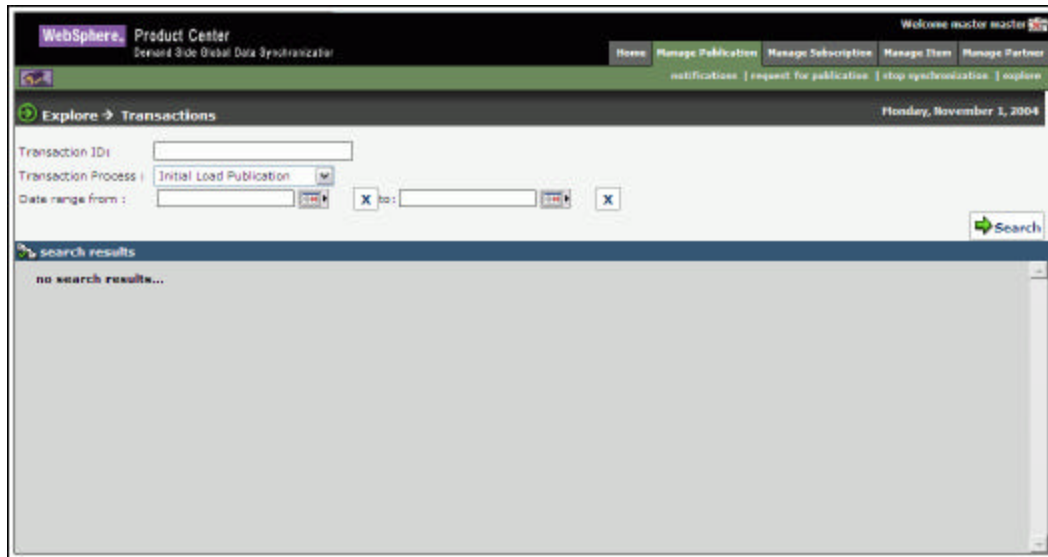 Welcome master master
WebSphere. Product Center
Demand Side Global Data Synchronization
Home Manage Publication Manage Subscription Manage Item Manage Partner
notifications | request for publication | stop synchronization | explore
Explore → Transactions Monday, November 1, 2004
Transaction ID:
Transaction Process : Initial Load Publication
Date range from : X to: X
Search
search results
no search results...